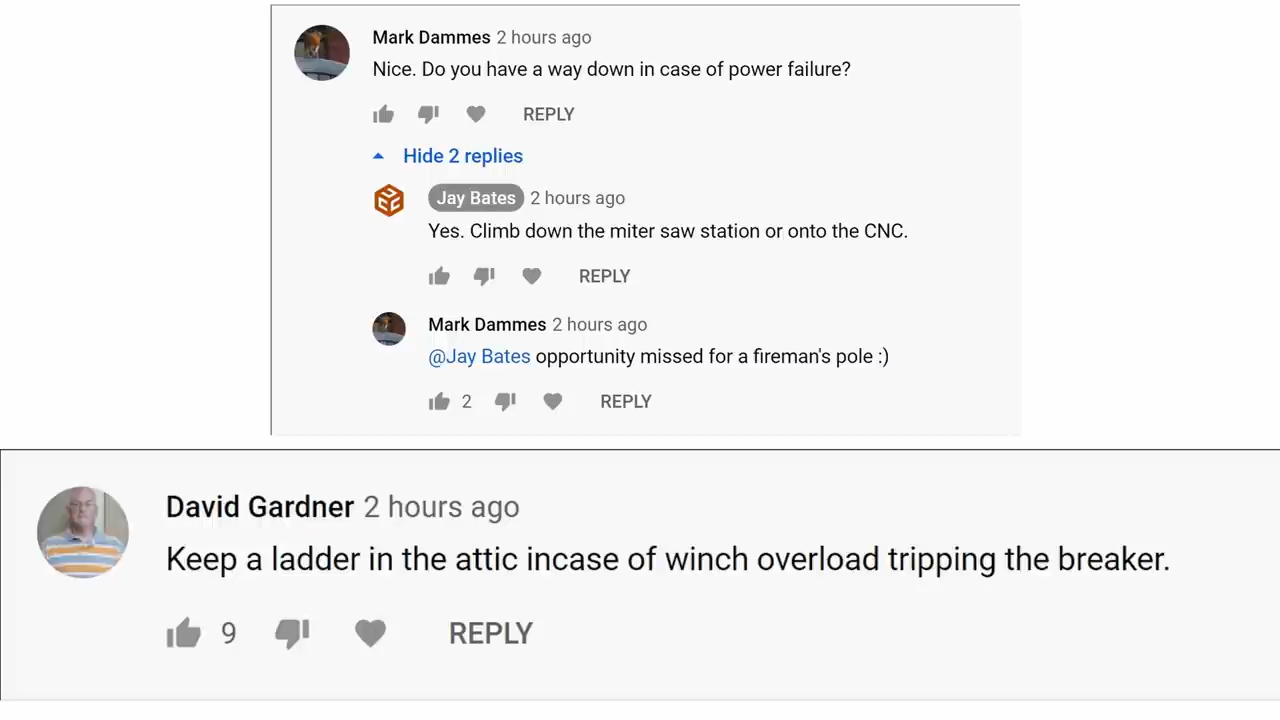 Mark Dammes 2 hours ago
Nice. Do you have a way down in case of power failure?
REPLY
Hide 2 replies
Jay Bates 2 hours ago
Yes. Climb down the miter saw station or onto the CNC.
REPLY
Mark Dammes 2 hours ago
@Jay Bates opportunity missed for a fireman's pole :)
2 REPLY
David Gardner 2 hours ago
Keep a ladder in the attic incase of winch overload tripping the breaker.
9 REPLY